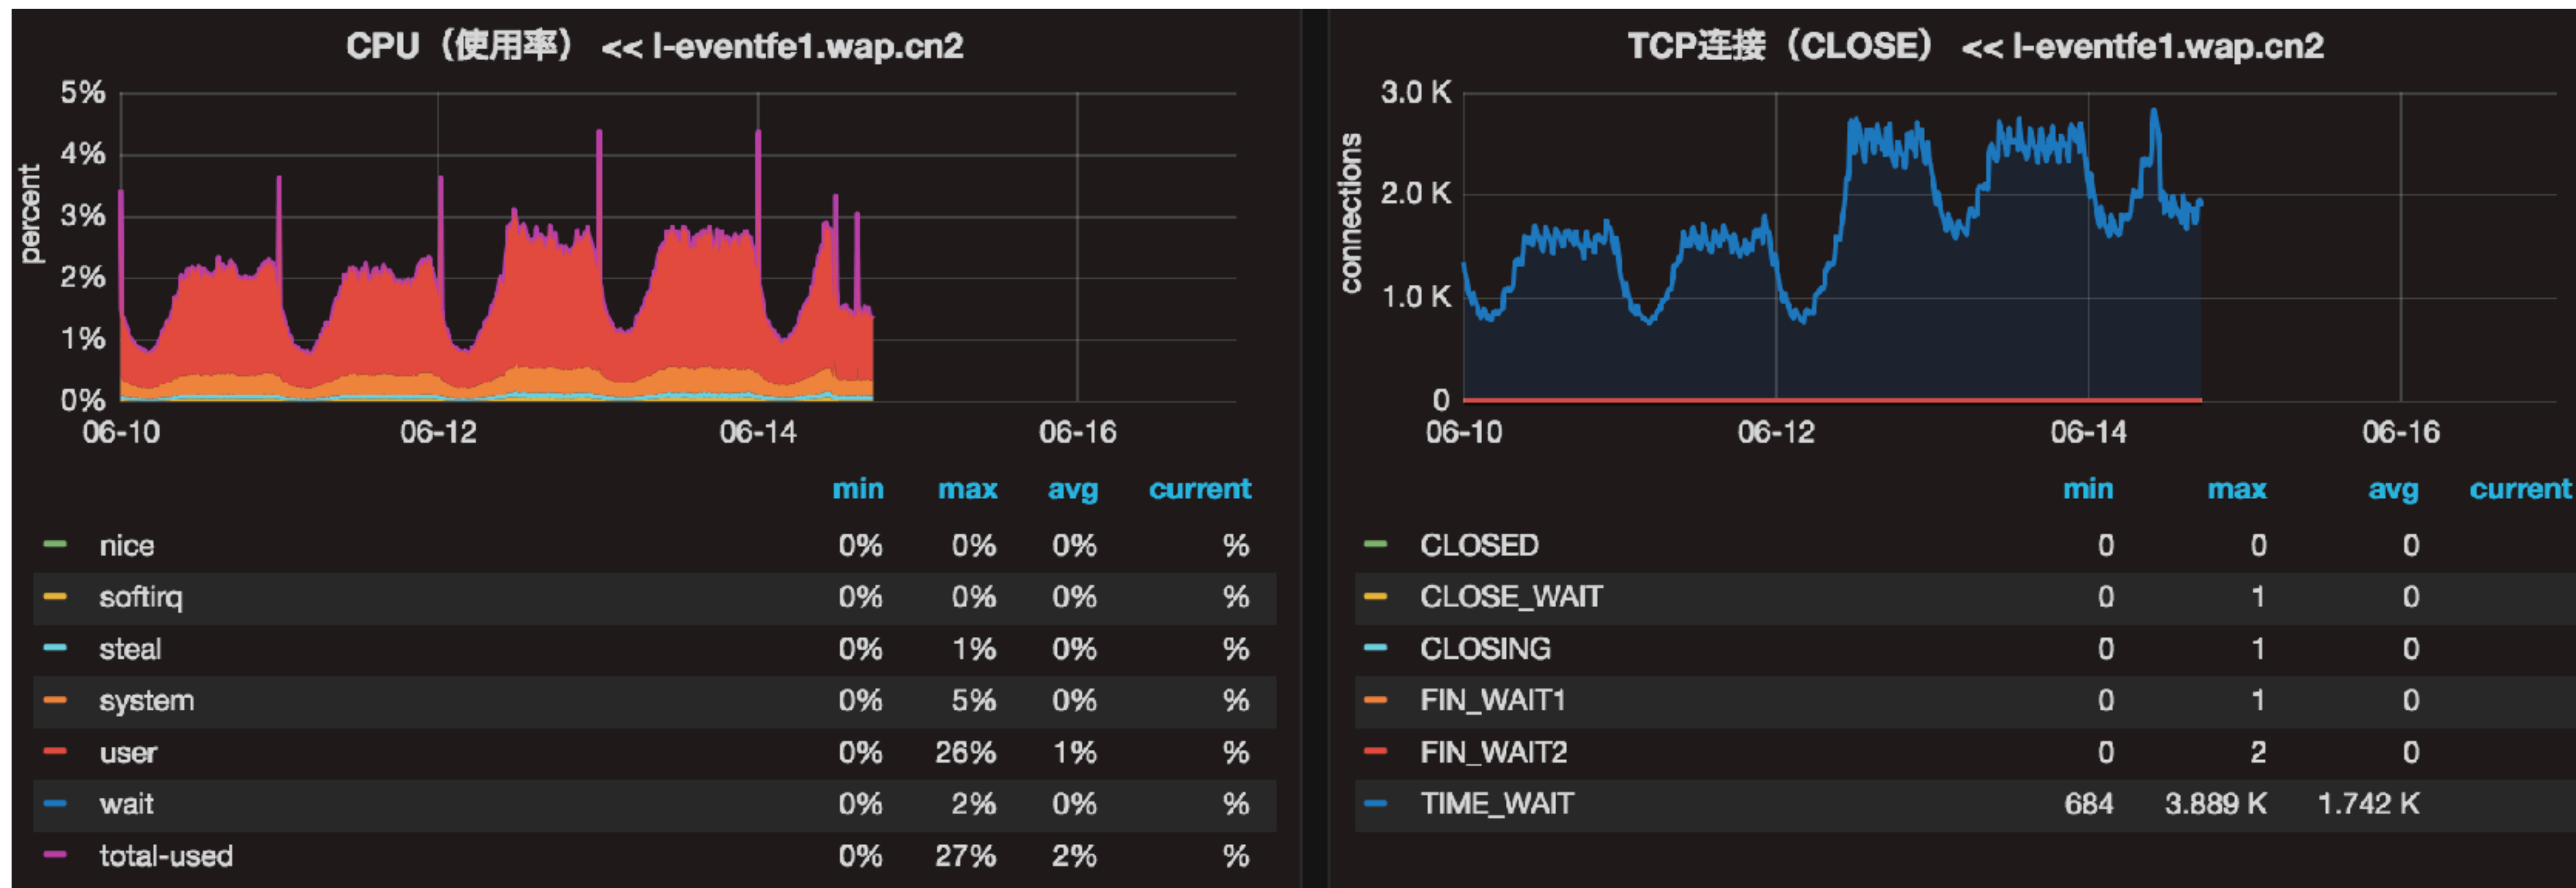 CPU（使用率） << l-eventfe1.wap.cn2
5%
4%
3%
2%
1%
0%
percent
06-10 06-12 06-14 06-16
min max avg current
nice 0% 0% 0% %
softirq 0% 0% 0% %
steal 0% 1% 0% %
system 0% 5% 0% %
user 0% 26% 1% %
wait 0% 2% 0% %
total-used 0% 27% 2% %
TCP连接（CLOSE） << l-eventfe1.wap.cn2
3.0 K
2.0 K
1.0 K
0
connections
06-10 06-12 06-14 06-16
min max avg current
CLOSED 0 0 0
CLOSE_WAIT 0 1 0
CLOSING 0 1 0
FIN_WAIT1 0 1 0
FIN_WAIT2 0 2 0
TIME_WAIT 684 3.889 K 1.742 K